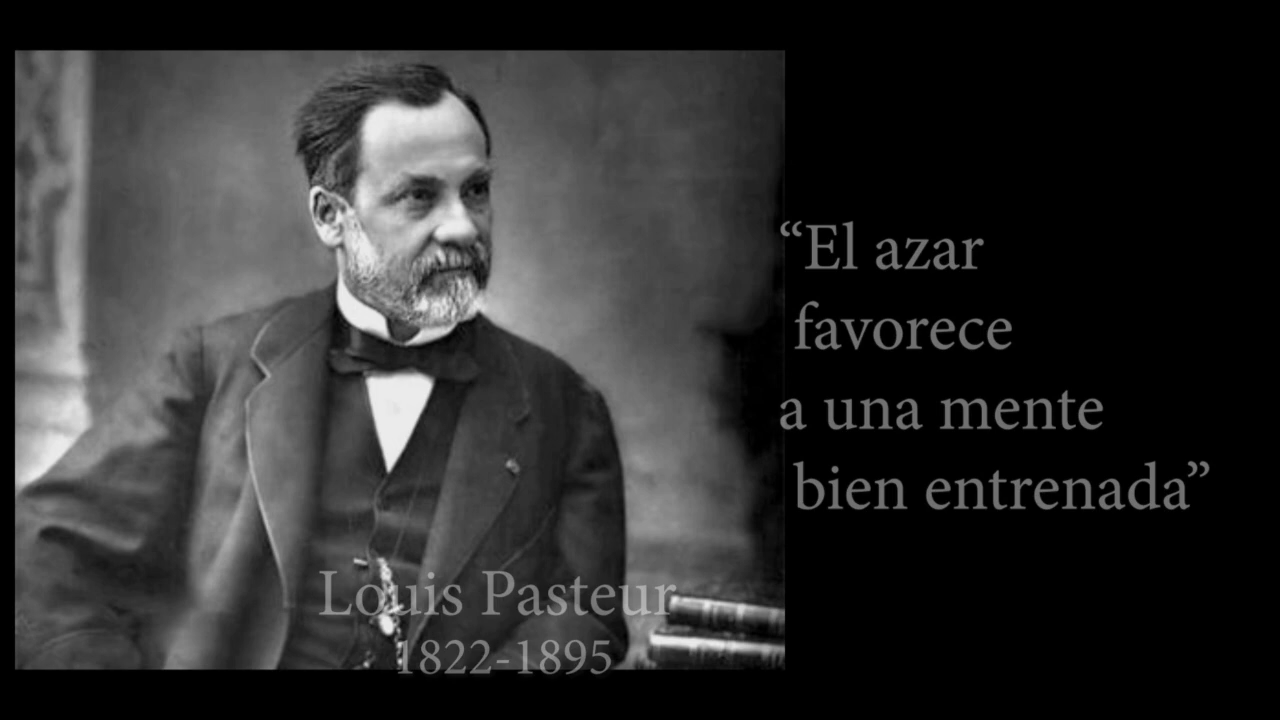 “El azar
favorece
a una mente
bien entrenada”
Louis Pasteur
1822-1895